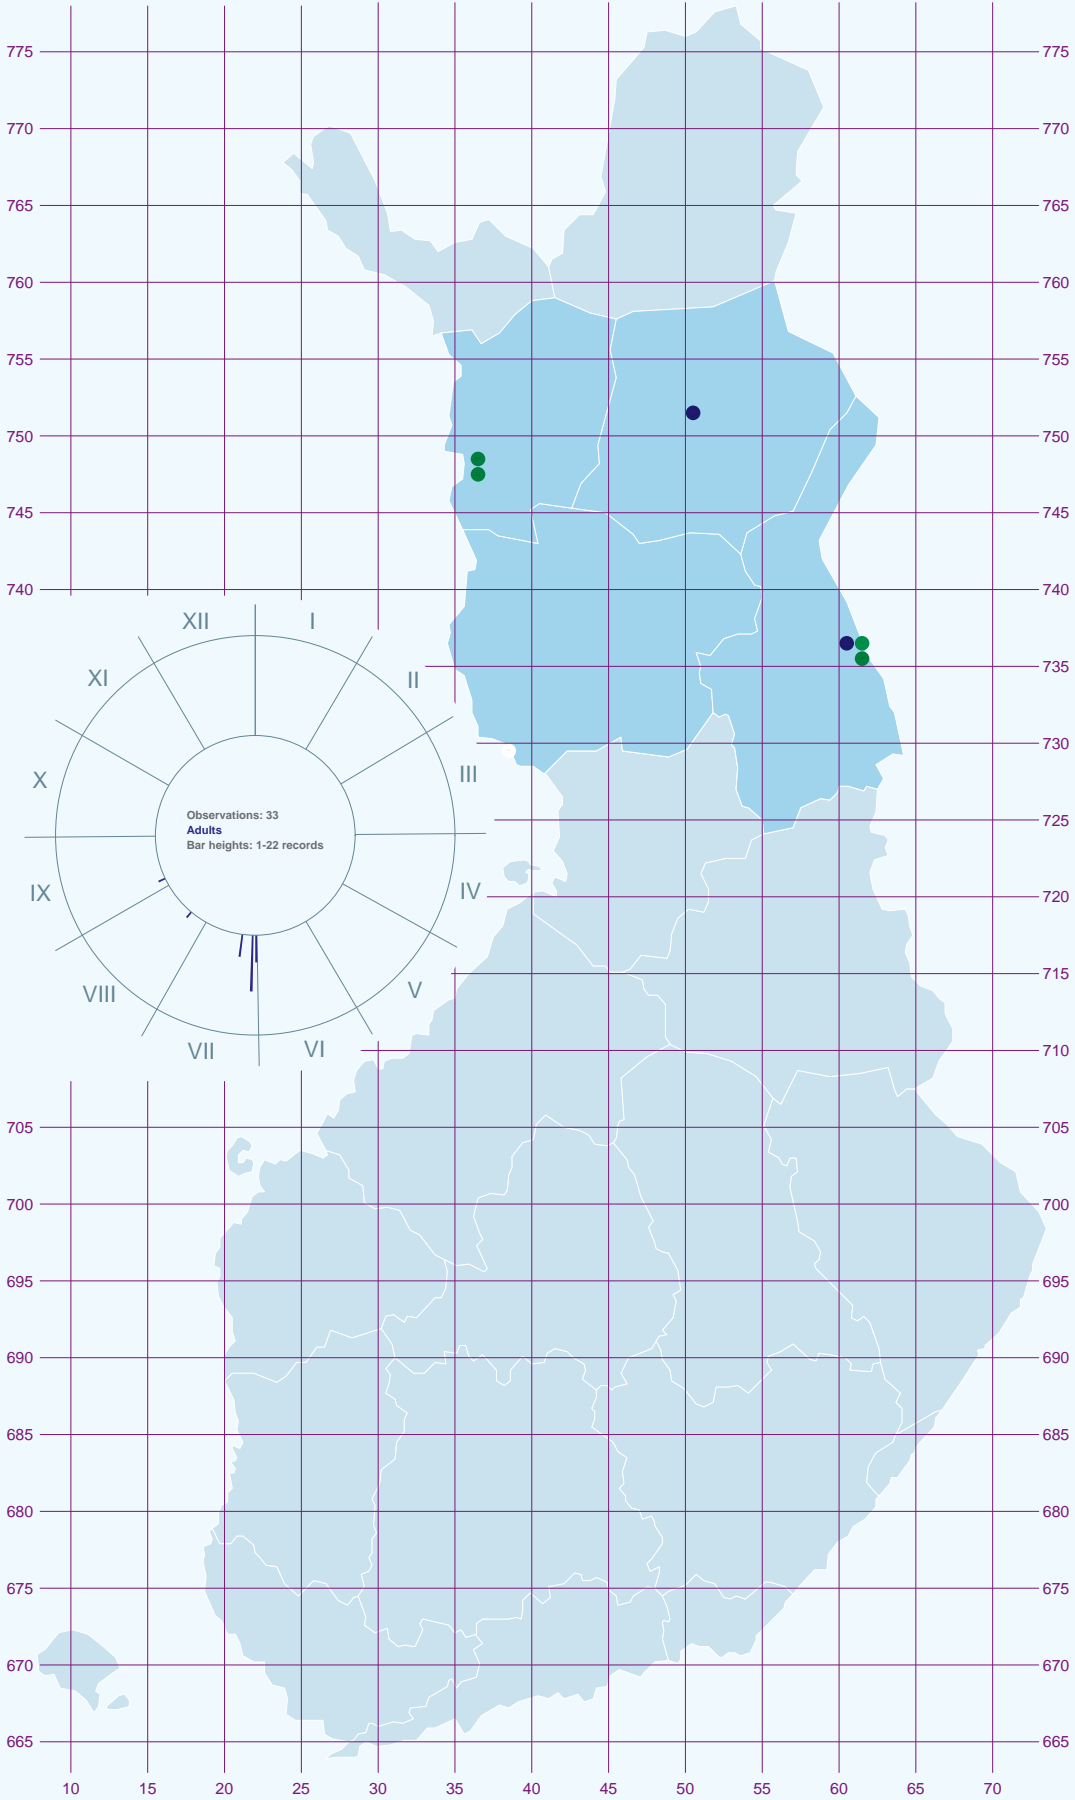 775 775
770 770
765 765
760 760
755 755
750 750
745 745
740 740
XII I
XI II
735
730
X III
Observations: 33
Adults
Bar heights: 1-22 records
725 725
IX IV
720 720
VIII V
715 715
VII VI
710 710
705 705
700 700
695 695
690 690
685 685
680 680
675 675
670 670
665 665
10 15 20 25 30 35 40 45 50 55 60 65 70